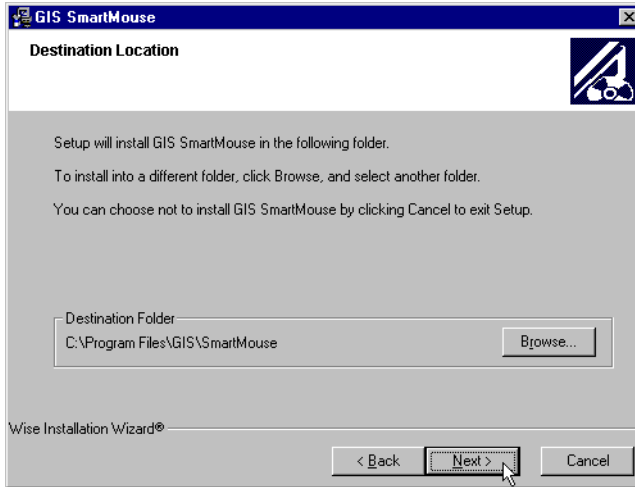 GIS SmartMouse
Destination Location
Setup will install GIS SmartMouse in the following folder.
To install into a different folder, click Browse, and select another folder.
You can choose not to install GIS SmartMouse by clicking Cancel to exit Setup.
Destination Folder
C:\Program Files\GIS\SmartMouse
Browse...
Wise Installation Wizard®
< Back
Next >
Cancel